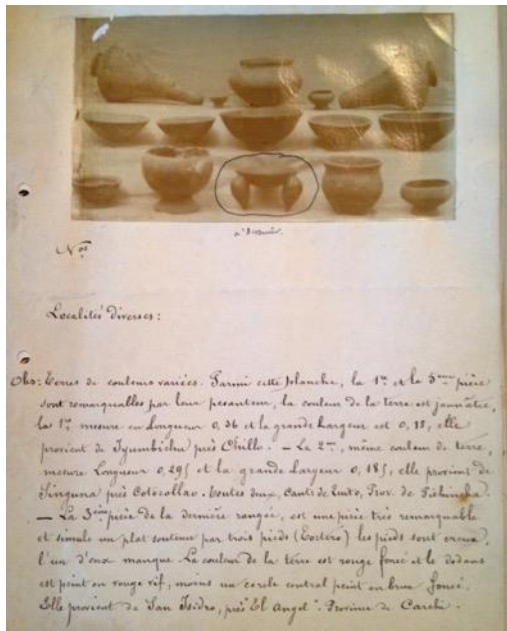 a'dessiner.
Nos
Localités diverses:
Obs: Terres de couleurs variées. Parmi cette planche, la 1re et la 5ème pièce
sont remarquables par leur pesanteur, la couleur de la terre est jaunâtre,
la 1re mesure en Longueur 0,36 et la grande Largeur est 0,18, elle
provient de près Chillo. — La 2me, même couleur de terre,
mesure Longueur 0,295 et la grande Largeur 0,185, elle provient de
près Cotocollao. Toutes deux, Cantn de Quito, Prov. de Pichincha.
— La 3ème pièce de la dernière rangée, est une pièce très remarquable
et simule un plat soutenu par trois pieds (Tortero) les pieds sont creux,
l'un d'eux manque. La couleur de la terre est rouge foncé et le dedans
est peint en rouge vif, moins un cercle central peint en brun foncé.
Elle provient de San Isidro, près "El Angel". Province de Carchi.